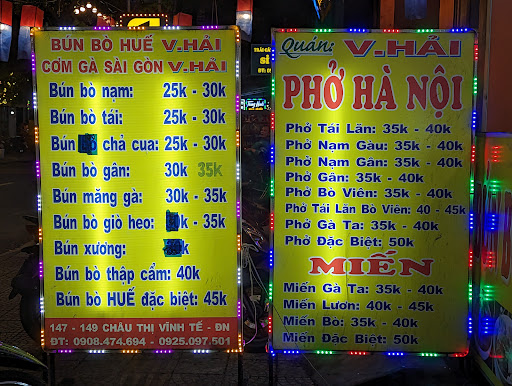 BÚN BÒ HUẾ V.HẢI
CƠM GÀ SÀI GÒN V.HẢI
Bún bò nạm: 25k - 30k
Bún bò tái: 25k - 30k
Bún chả cua: 25k - 30k
Bún bò gân: 30k 35k
Bún măng gà: 30k - 35k
Bún bò giò heo: k - 35k
Bún xương: k
Bún bò thập cẩm: 40k
Bún bò HUẾ đặc biệt: 45k
147 - 149 CHÂU THỊ VĨNH TẾ - ĐN
ĐT: 0908.474.694 - 0925.097.501
Quán: V.HẢI
PHỞ HÀ NỘI
Phở Tái Lăn: 35k - 40k
Phở Nạm Gầu: 35k - 40k
Phở Nạm Gân: 35k - 40k
Phở Gân: 35k - 40k
Phở Bò Viên: 35k - 40k
Phở Tái Lăn Bò Viên: 40 - 45k
Phở Gà Ta: 35k - 40k
Phở Đặc Biệt: 50k
MIẾN
Miến Gà Ta: 35k - 40k
Miến Lươn: 40k - 45k
Miến Bò: 35k - 40k
Miến Đặc Biệt: 50k